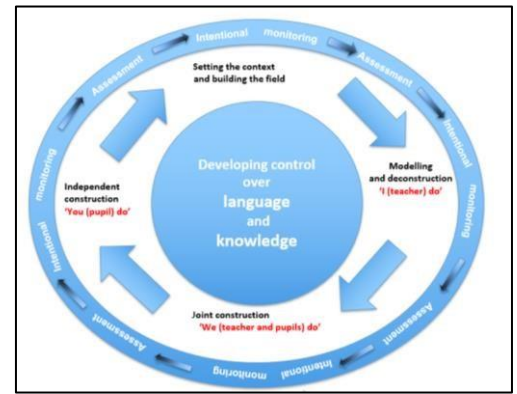 Intentional monitoring
Assessment
Intentional monitoring
Assessment
Intentional monitoring
Assessment
Intentional monitoring
Assessment
Setting the context
and building the field
Modelling
and deconstruction
‘I (teacher) do’
Joint construction
‘We (teacher and pupils) do’
Independent
construction
‘You (pupil) do’
Developing control
over
language
and
knowledge